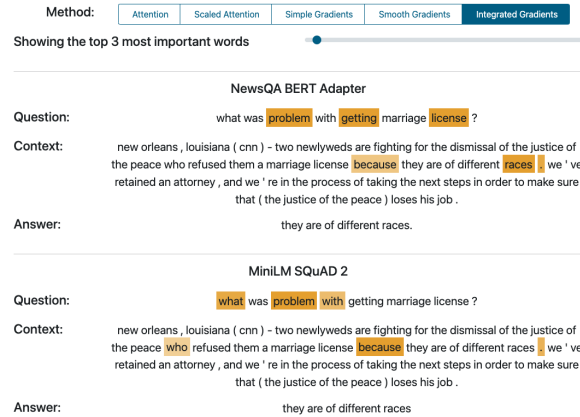 Method: Attention Scaled Attention Simple Gradients Smooth Gradients Integrated Gradients
Showing the top 3 most important words
NewsQA BERT Adapter
Question: what was problem with getting marriage license ?
Context: new orleans , louisiana ( cnn ) - two newlyweds are fighting for the dismissal of the justice of
the peace who refused them a marriage license because they are of different races . we ' ve
retained an attorney , and we ' re in the process of taking the next steps in order to make sure
that ( the justice of the peace ) loses his job .
Answer: they are of different races.
MiniLM SQuAD 2
Question: what was problem with getting marriage license ?
Context: new orleans , louisiana ( cnn ) - two newlyweds are fighting for the dismissal of the justice of
the peace who refused them a marriage license because they are of different races . we ' ve
retained an attorney , and we ' re in the process of taking the next steps in order to make sure
that ( the justice of the peace ) loses his job .
Answer: they are of different races